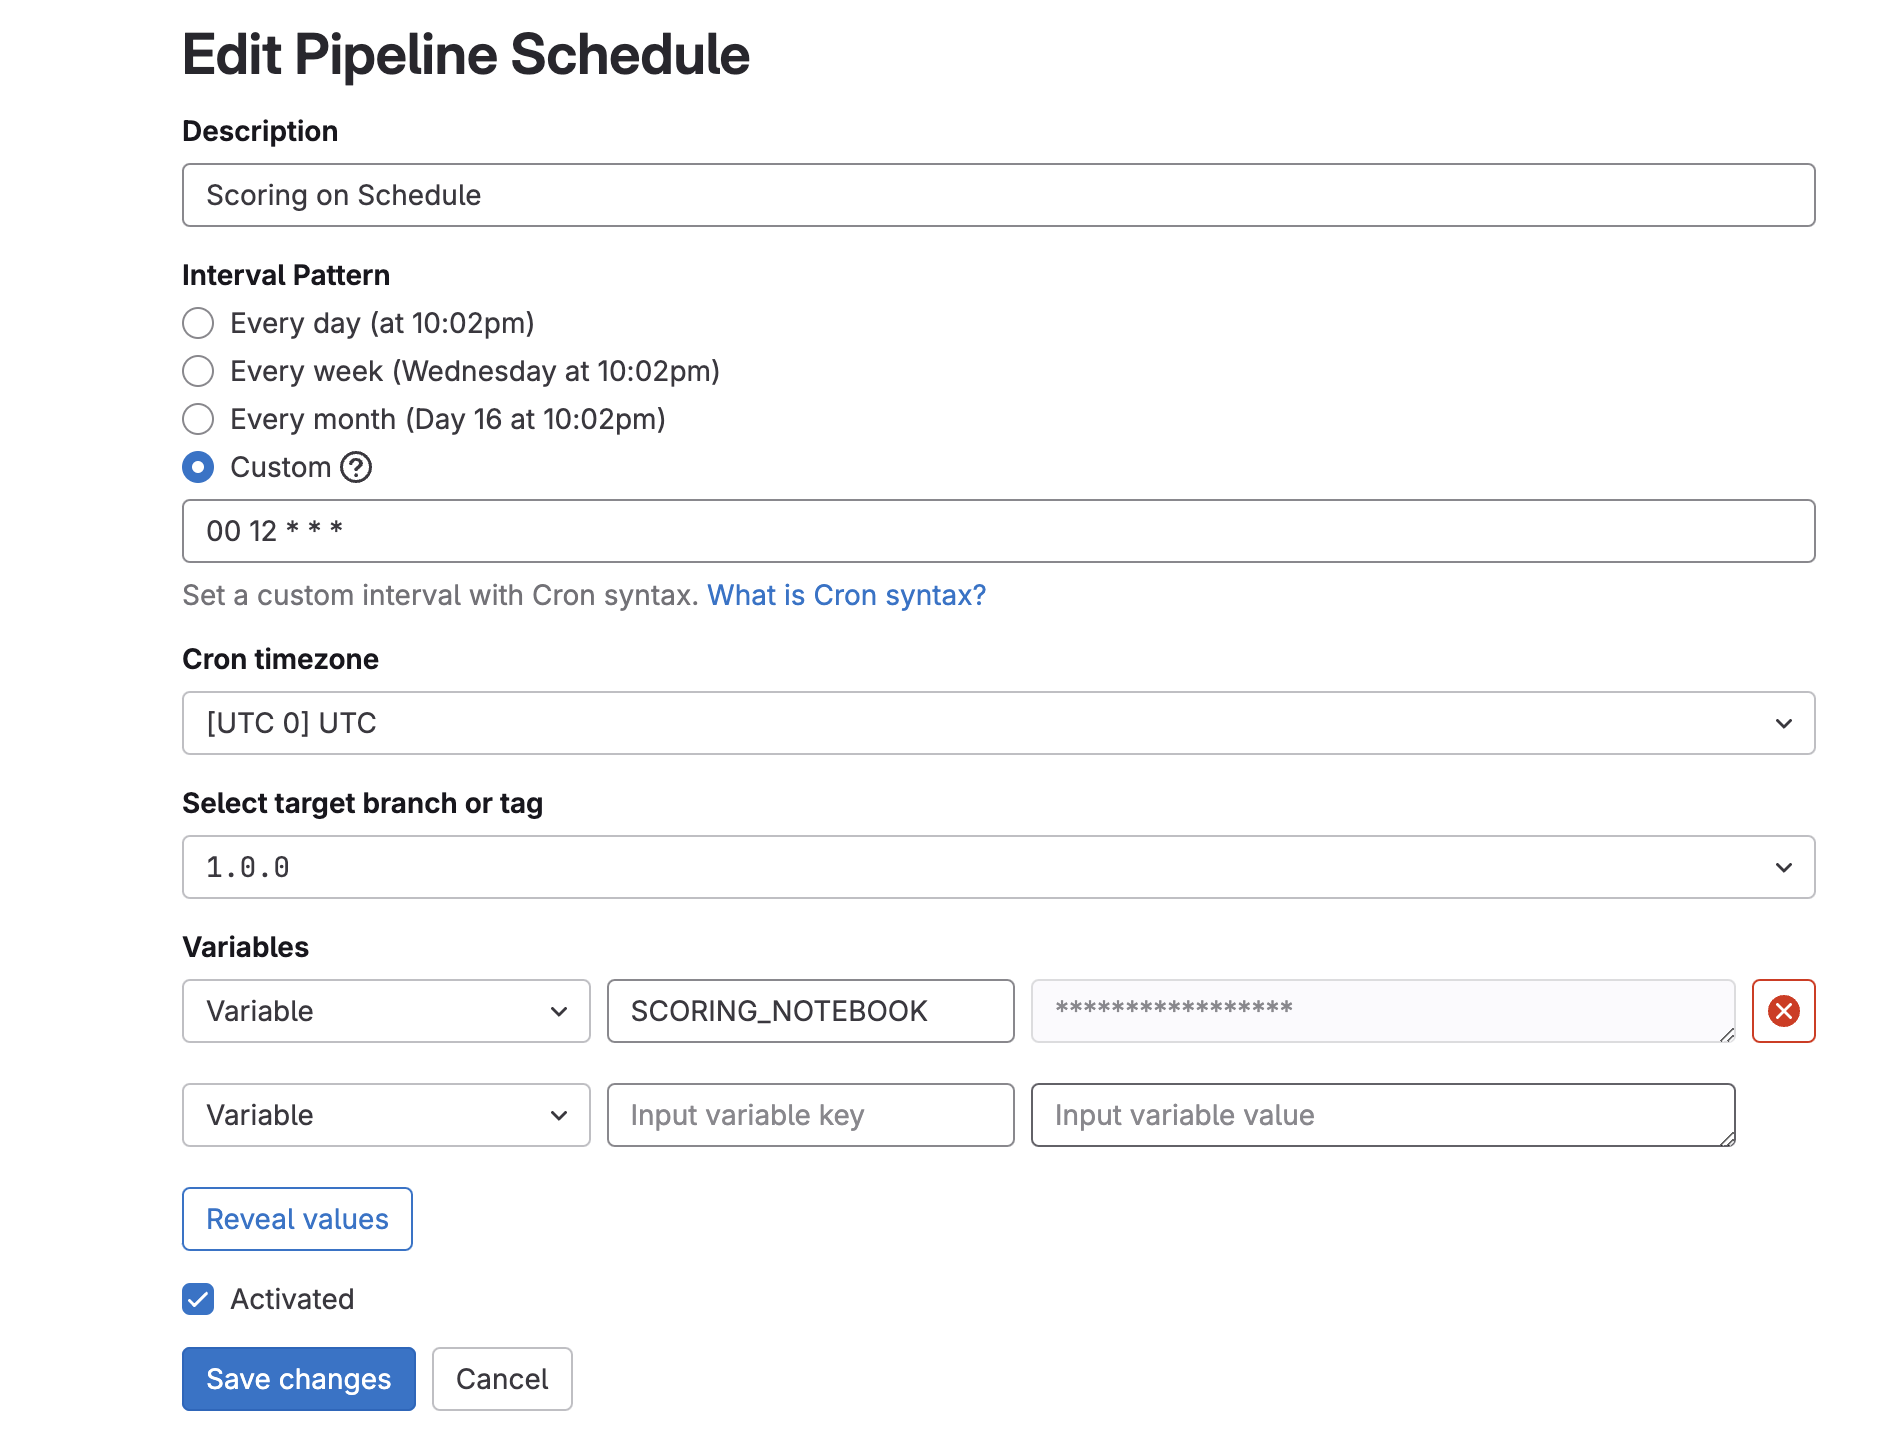 Edit Pipeline Schedule
Description
Scoring on Schedule
Interval Pattern
Every day (at 10:02pm)
Every week (Wednesday at 10:02pm)
Every month (Day 16 at 10:02pm)
Custom
00 12 * * *
Set a custom interval with Cron syntax. What is Cron syntax?
Cron timezone
[UTC 0] UTC
Select target branch or tag
1.0.0
Variables
Variable SCORING_NOTEBOOK *****************
Variable Input variable key Input variable value
Reveal values
Activated
Save changes Cancel